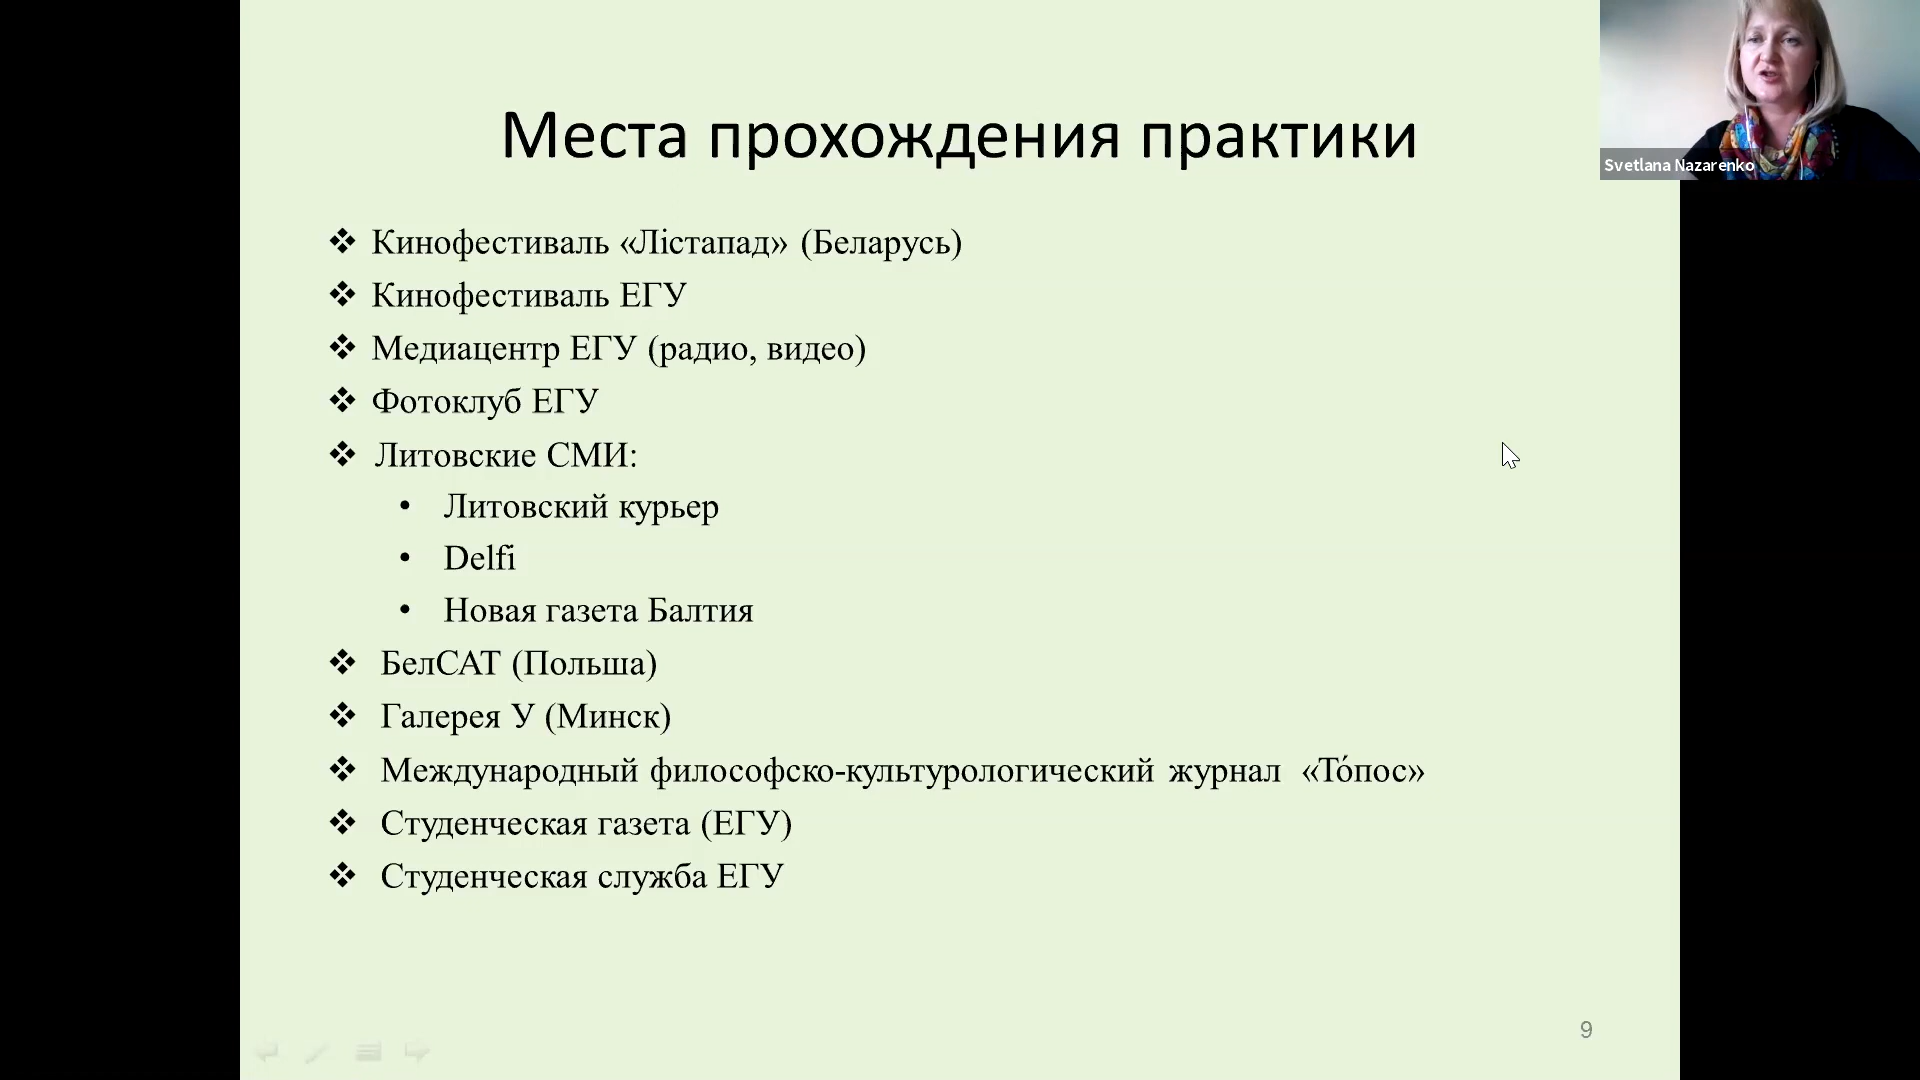 Места прохождения практики
Svetlana Nazarenko
❖ Кинофестиваль «Лістапад» (Беларусь)
❖ Кинофестиваль ЕГУ
❖ Медиацентр ЕГУ (радио, видео)
❖ Фотоклуб ЕГУ
❖ Литовские СМИ:
• Литовский курьер
• Delfi
• Новая газета Балтия
❖ БелСАТ (Польша)
❖ Галерея У (Минск)
❖ Международный философско-культурологический журнал «То́пос»
❖ Студенческая газета (ЕГУ)
❖ Студенческая служба ЕГУ
9